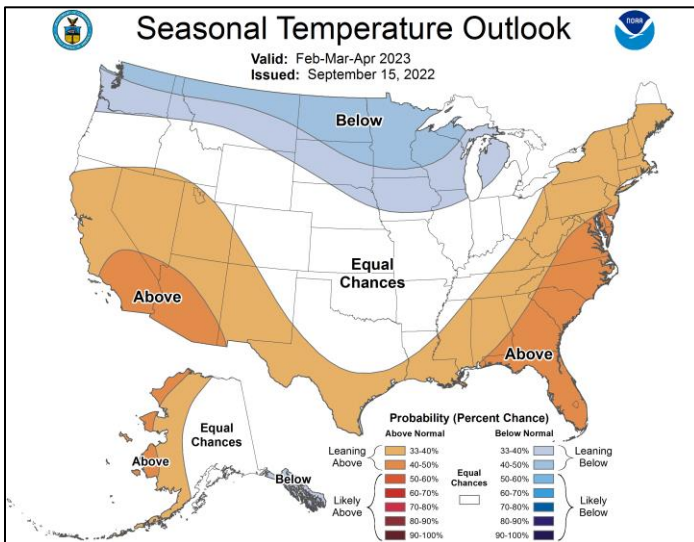 Seasonal Temperature Outlook
NOAA
Valid: Feb-Mar-Apr 2023
Issued: September 15, 2022
Below
Equal
Chances
Above
Above
Equal
Chances
Above
Below
Probability (Percent Chance)
Above Normal
Below Normal
Leaning
Above
33-40%
40-50%
Likely
Above
50-60%
60-70%
70-80%
80-90%
90-100%
Equal
Chances
33-40%
40-50%
Leaning
Below
50-60%
60-70%
70-80%
80-90%
90-100%
Likely
Below